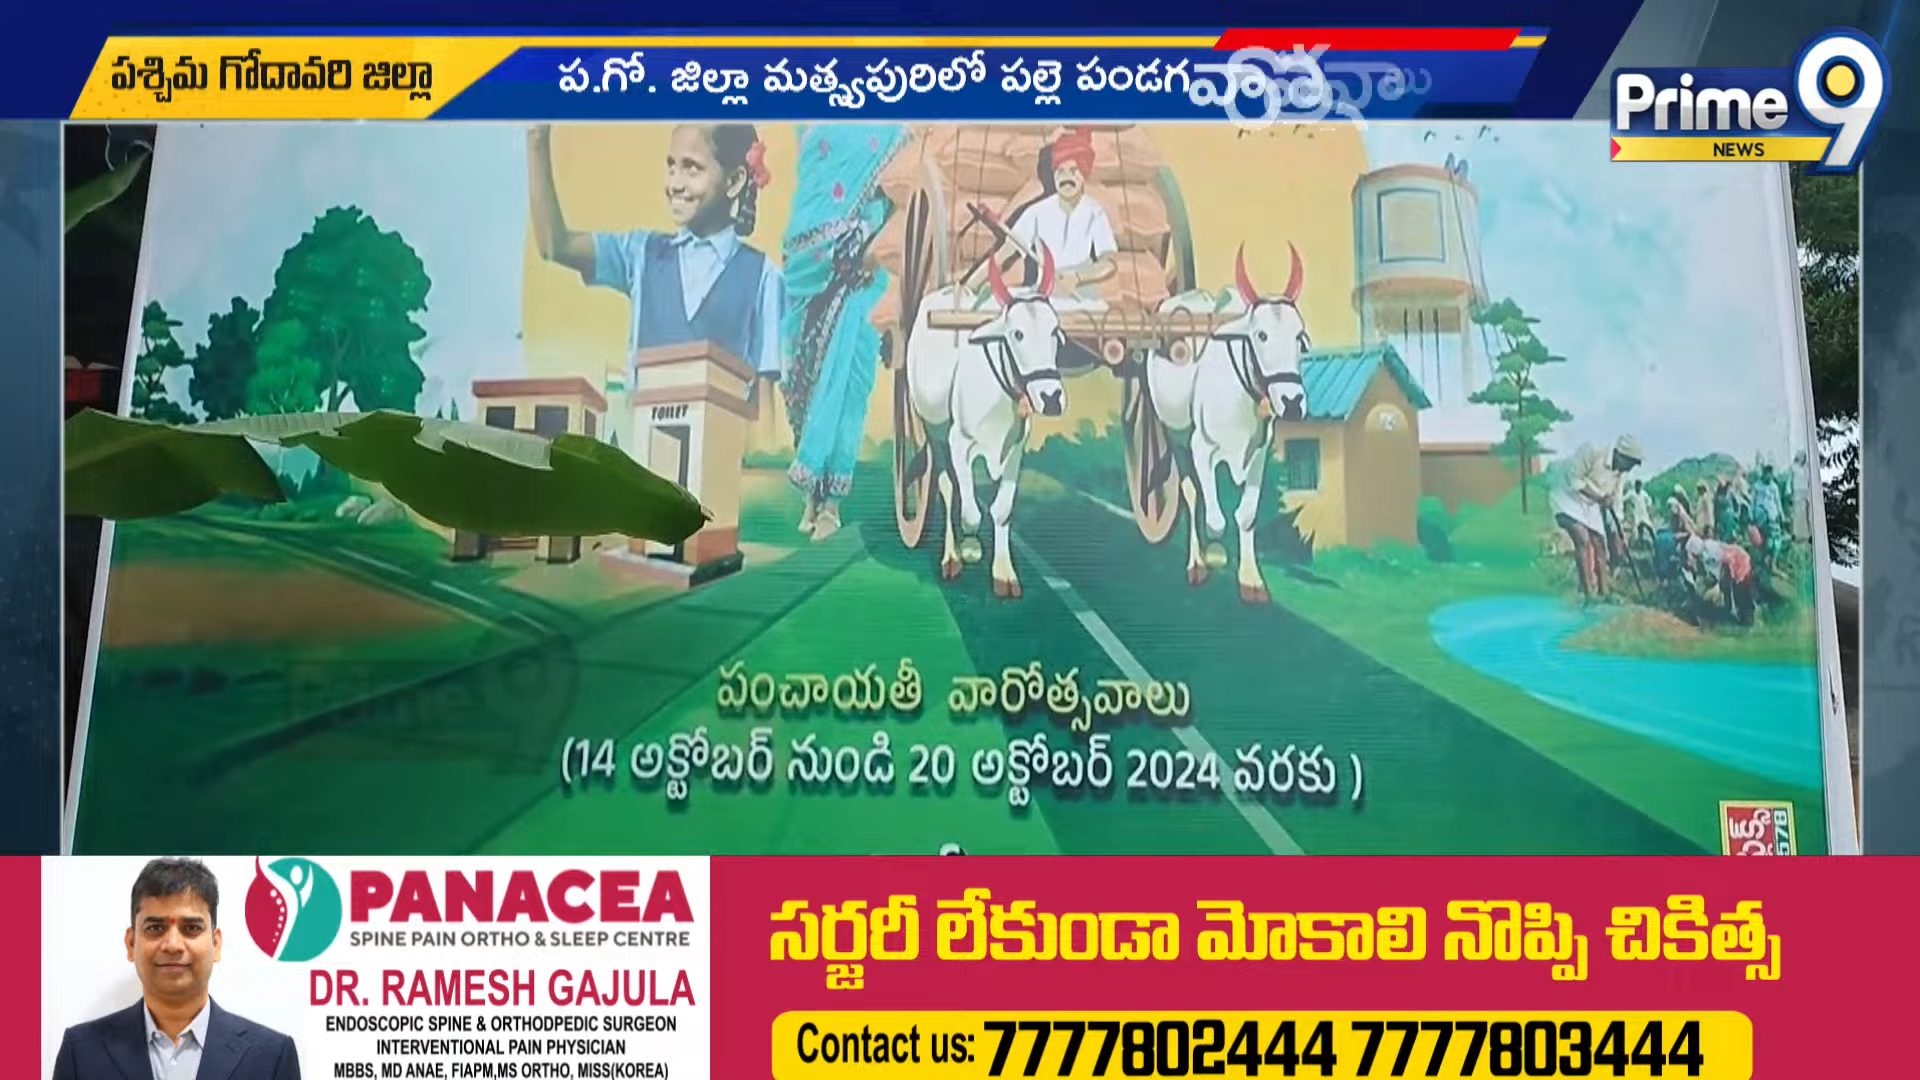 పశ్చిమ గోదావరి జిల్లా
ప.గో. జిల్లా మత్స్యపురిలో పల్లె పండగ
Prime9
NEWS
TOILET
పంచాయతీ వారోత్సవాలు
(14 అక్టోబర్ నుండి 20 అక్టోబర్ 2024 వరకు )
PANACEA
SPINE PAIN ORTHO & SLEEP CENTRE
DR. RAMESH GAJULA
ENDOSCOPIC SPINE & ORTHODPEDIC SURGEON
INTERVENTIONAL PAIN PHYSICIAN
MBBS, MD ANAE, FIAPM,MS ORTHO, MISS(KOREA)
సర్జరీ లేకుండా మోకాలి నొప్పి చికిత్స
Contact us: 7777802444 7777803444